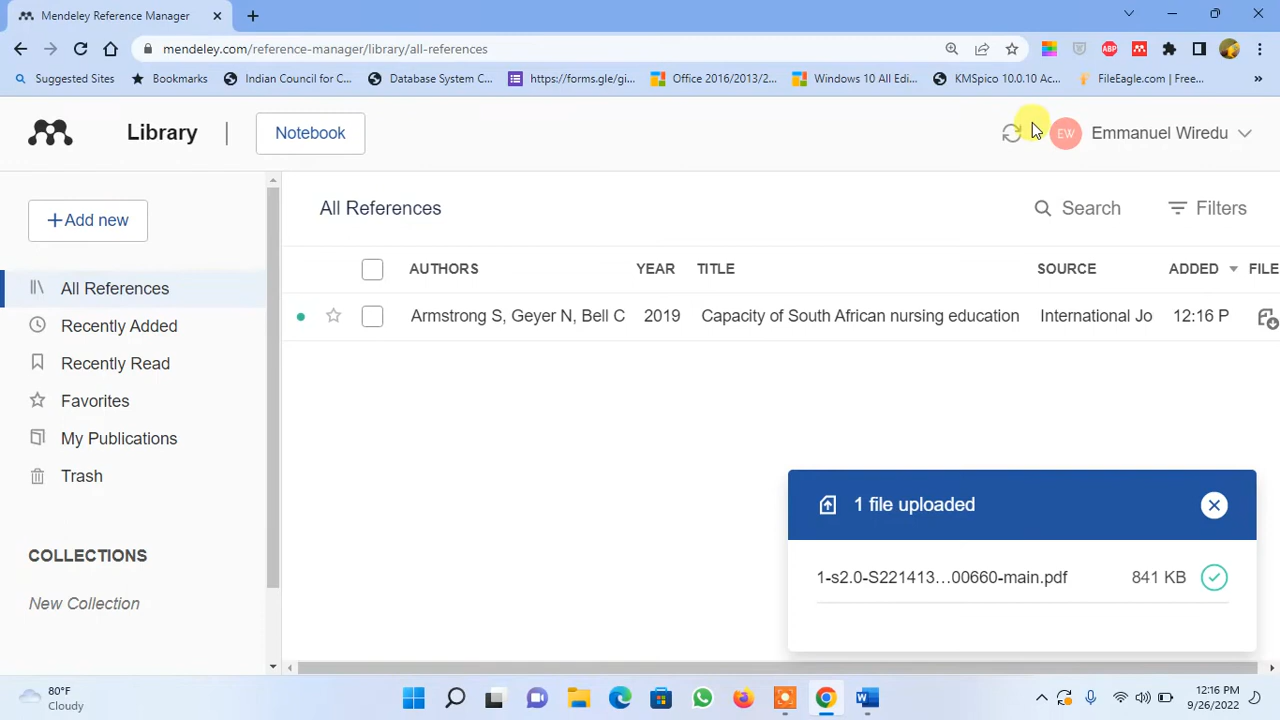 Mendeley Reference Manager
mendeley.com/reference-manager/library/all-references
Suggested Sites
Bookmarks
Indian Council for C...
Database System C...
https://forms.gle/gi...
Office 2016/2013/2...
Windows 10 All Edi...
KMSpico 10.0.10 Ac...
FileEagle.com | Free...
»
ABP
Library
Notebook
EW
Emmanuel Wiredu
+Add new
All References
Search
Filters
All References
AUTHORS YEAR TITLE SOURCE ADDED FILE
Armstrong S, Geyer N, Bell C 2019 Capacity of South African nursing education International Jo 12:16 P
Recently Added
Recently Read
Favorites
My Publications
Trash
COLLECTIONS
New Collection
1 file uploaded
1-s2.0-S221413…00660-main.pdf 841 KB
80°F
Cloudy
12:16 PM
9/26/2022